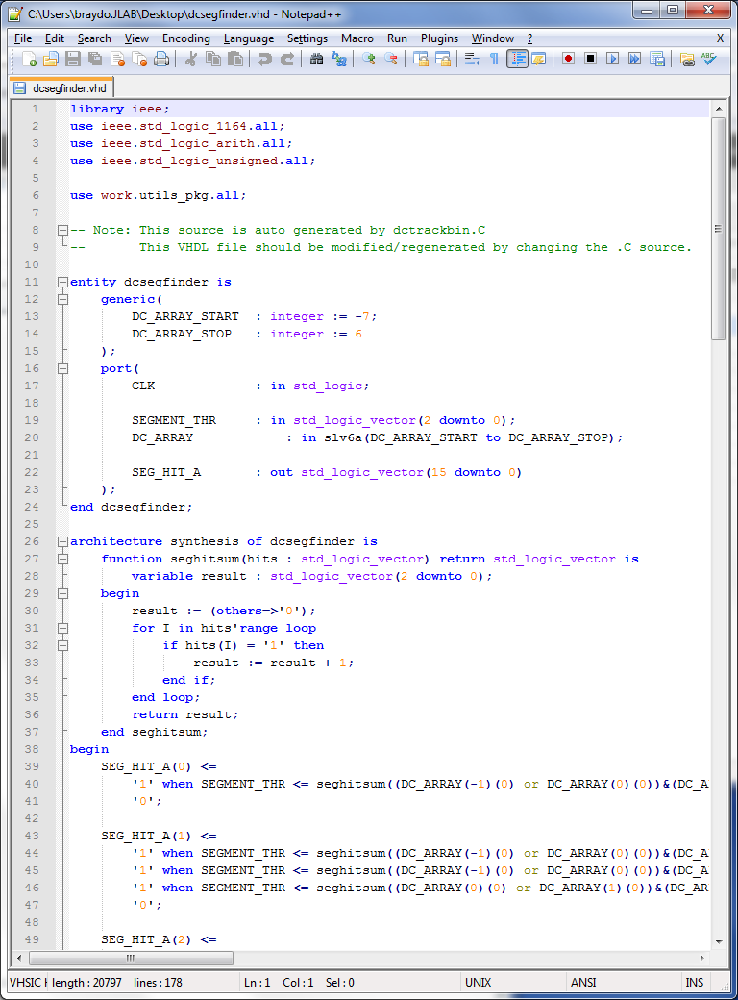 C:\Users\braydo.JLAB\Desktop\dcsegfinder.vhd - Notepad++
File Edit Search View Encoding Language Settings Macro Run Plugins Window ? X
dcsegfinder.vhd
1 library ieee;
2 use ieee.std_logic_1164.all;
3 use ieee.std_logic_arith.all;
4 use ieee.std_logic_unsigned.all;
5
6 use work.utils_pkg.all;
7
8 -- Note: This source is auto generated by dctrackbin.C
9 --       This VHDL file should be modified/regenerated by changing the .C source.
10
11 entity dcsegfinder is
12     generic(
13         DC_ARRAY_START  : integer := -7;
14         DC_ARRAY_STOP   : integer := 6
15     );
16     port(
17         CLK             : in std_logic;
18
19         SEGMENT_THR     : in std_logic_vector(2 downto 0);
20         DC_ARRAY            : in slv6a(DC_ARRAY_START to DC_ARRAY_STOP);
21
22         SEG_HIT_A       : out std_logic_vector(15 downto 0)
23     );
24 end dcsegfinder;
25
26 architecture synthesis of dcsegfinder is
27     function seghitsum(hits : std_logic_vector) return std_logic_vector is
28         variable result : std_logic_vector(2 downto 0);
29     begin
30         result := (others=>'0');
31         for I in hits'range loop
32             if hits(I) = '1' then
33                 result := result + 1;
34             end if;
35         end loop;
36         return result;
37     end seghitsum;
38 begin
39     SEG_HIT_A(0) <=
40         '1' when SEGMENT_THR <= seghitsum((DC_ARRAY(-1)(0) or DC_ARRAY(0)(0))&(DC_A
41         '0';
42
43     SEG_HIT_A(1) <=
44         '1' when SEGMENT_THR <= seghitsum((DC_ARRAY(-1)(0) or DC_ARRAY(0)(0))&(DC_A
45         '1' when SEGMENT_THR <= seghitsum((DC_ARRAY(-1)(0) or DC_ARRAY(0)(0))&(DC_A
46         '1' when SEGMENT_THR <= seghitsum((DC_ARRAY(0)(0) or DC_ARRAY(1)(0))&(DC_AR
47         '0';
48
49     SEG_HIT_A(2) <=
VHSIC length : 20797 lines : 178 Ln : 1 Col : 1 Sel : 0 UNIX ANSI INS